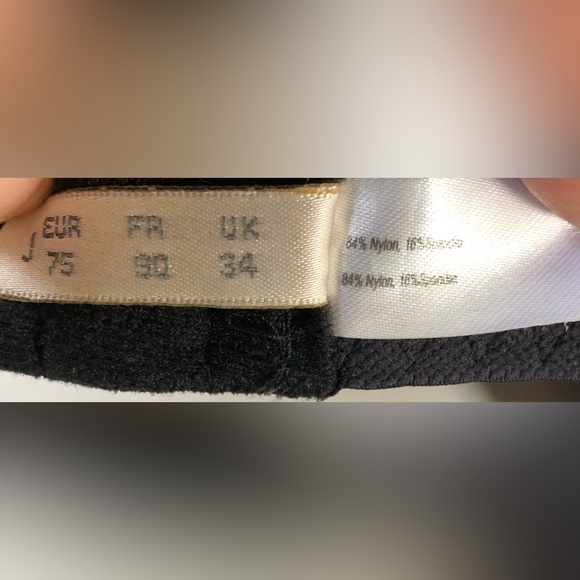 EUR FR UK
J 75 90 34
84% Nylon, 16%Spandex
84% Nylon, 16%Spandex